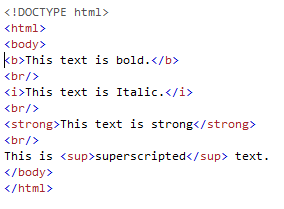 <!DOCTYPE html>
<html>
<body>
<b>This text is bold.</b>
<br/>
<i>This text is Italic.</i>
<br/>
<strong>This text is strong</strong>
<br/>
This is <sup>superscripted</sup> text.
</body>
</html>